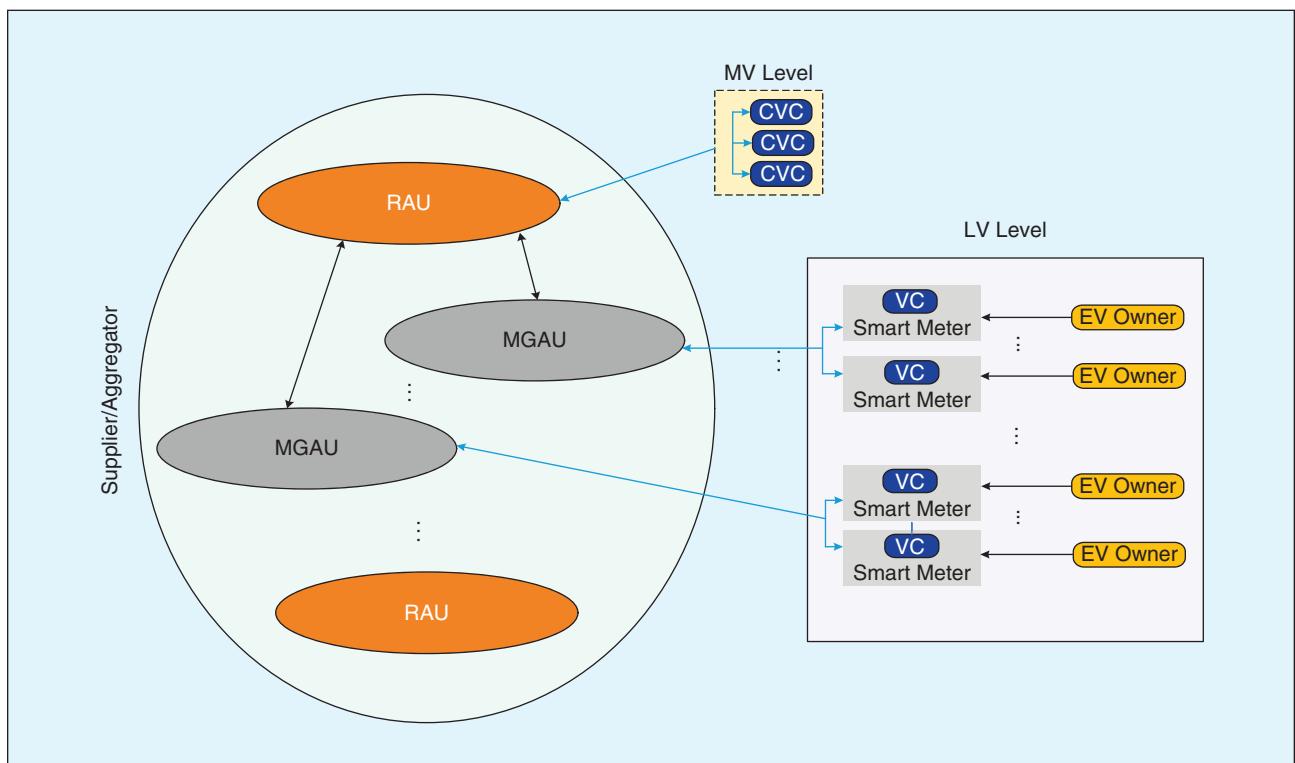 MV Level
CVC
CVC
CVC
RAU
LV Level
VC
Smart Meter
EV Owner
MGAU
...
...
VC
Smart Meter
EV Owner
...
Supplier/Aggregator
MGAU
...
VC
Smart Meter
EV Owner
...
VC
Smart Meter
EV Owner
...
RAU